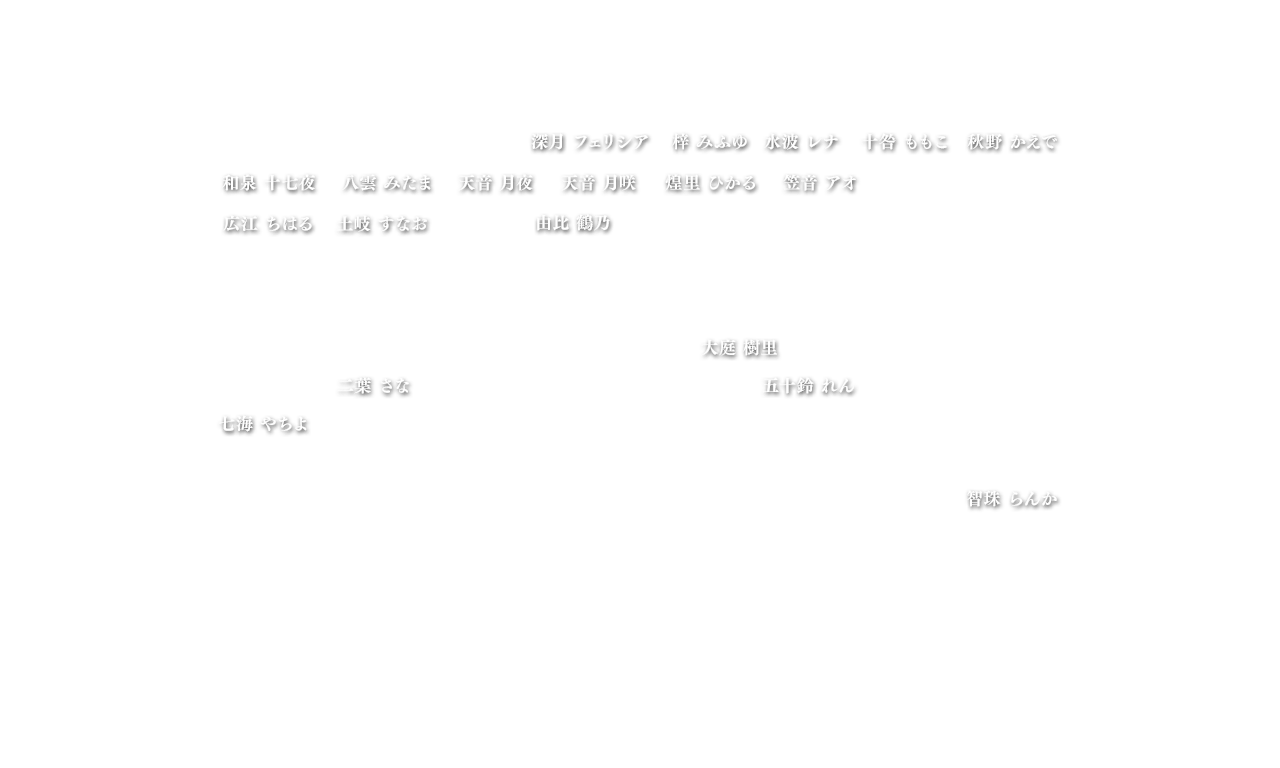 深月 フェリシア 梓 みふゆ 水波 レナ 十咎 ももこ 秋野 かえで
和泉 十七夜 八雲 みたま 天音 月夜 天音 月咲 煌里 ひかる 笠音 アオ
広江 ちはる 土岐 すなお 由比 鶴乃
大庭 樹里
二葉 さな 五十鈴 れん
七海 やちよ
智珠 らんか